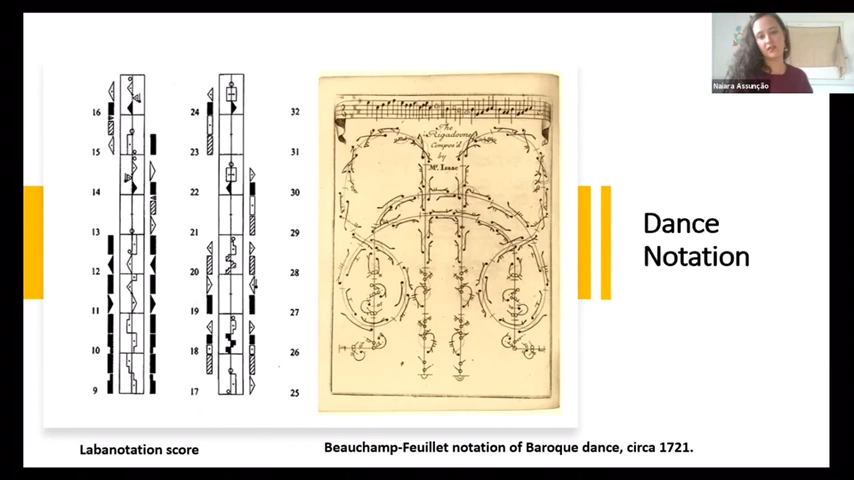 Naiara Assunção
16
24
32
15
23
31
14
22
30
13
21
29
12
20
28
11
19
27
10
18
26
9
17
25
The
Rigadoone
Compos'd
by
Mr. Isaac
Dance
Notation
Labanotation score
Beauchamp-Feuillet notation of Baroque dance, circa 1721.